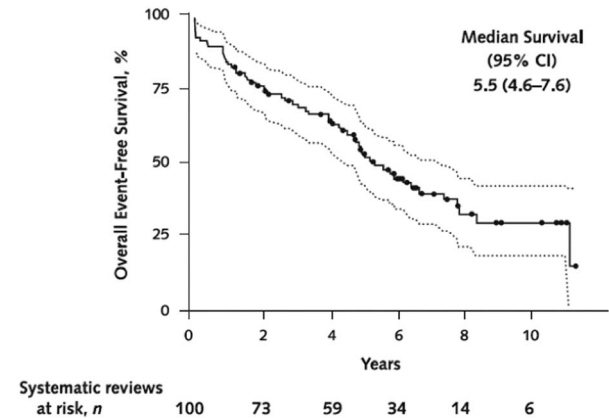 100
75
50
25
0
Overall Event-Free Survival, %
Median Survival
(95% CI)
5.5 (4.6–7.6)
0 2 4 6 8 10
Years
Systematic reviews
at risk, n 100 73 59 34 14 6